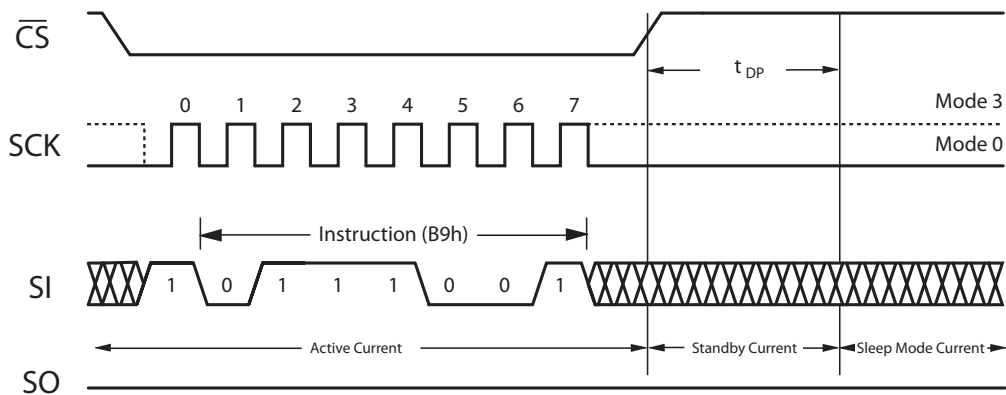 CS
t DP
0 1 2 3 4 5 6 7
Mode 3
SCK
Mode 0
Instruction (B9h)
SI
1 0 1 1 1 0 0 1
Active Current
Standby Current
Sleep Mode Current
SO